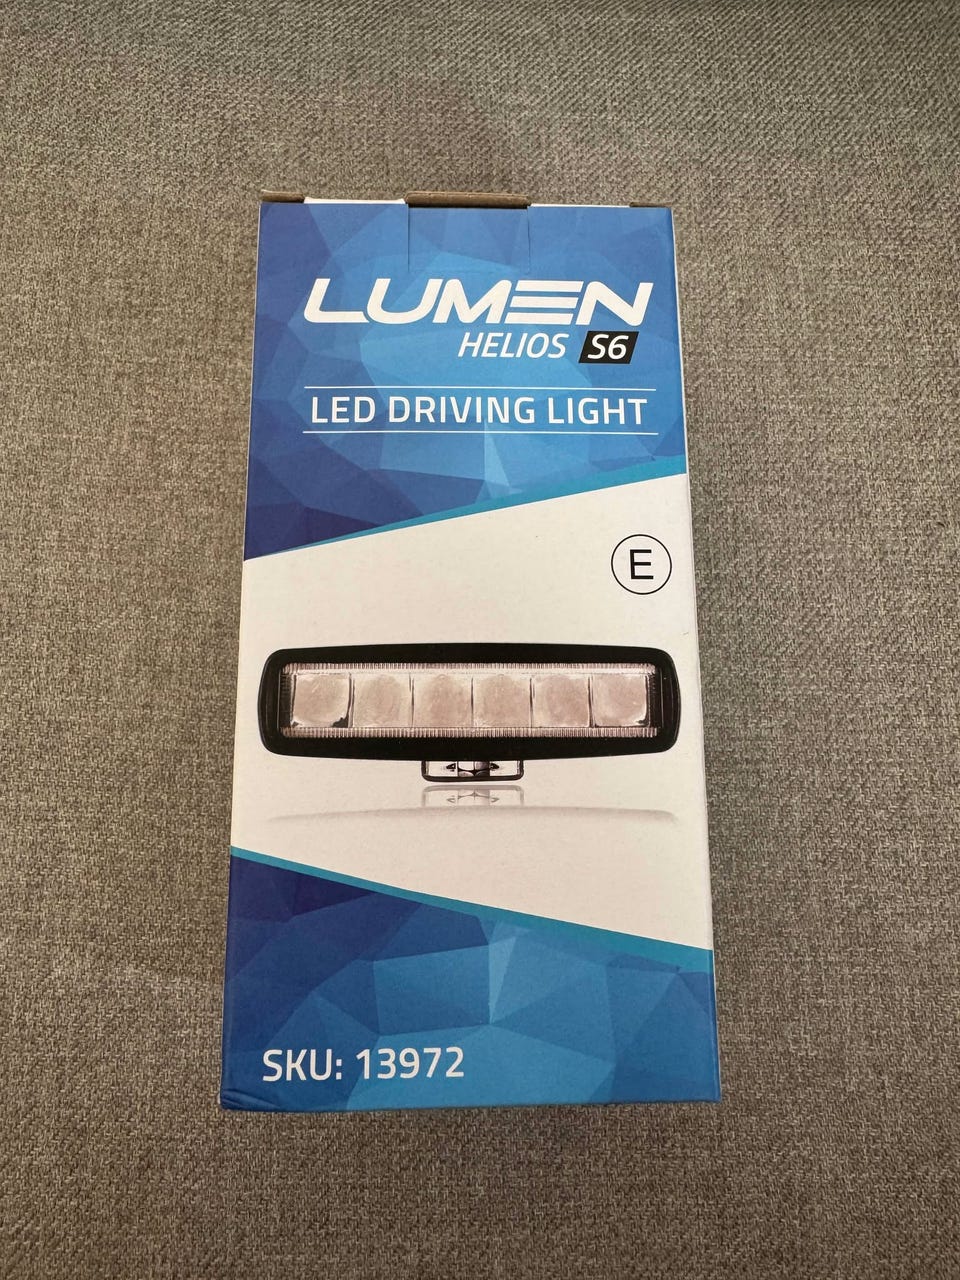 LUMEN
HELIOS S6
LED DRIVING LIGHT
E
SKU: 13972